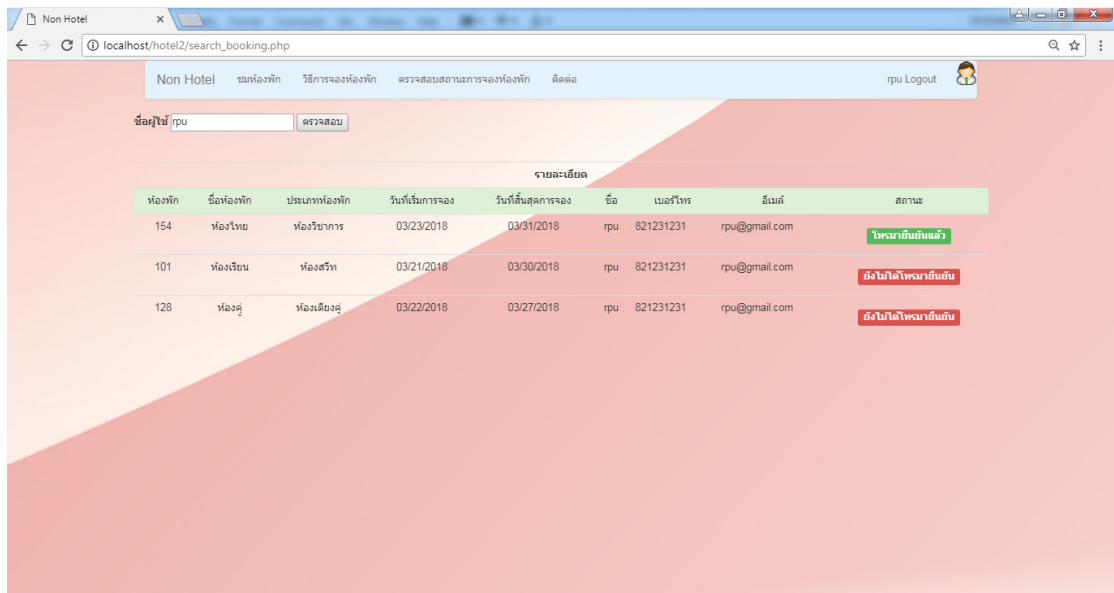 Non Hotel
localhost/hotel2/search_booking.php
Non Hotel ชมห้องพัก วิธีการจองห้องพัก ตรวจสอบสถานะการจองห้องพัก ติดต่อ rpu Logout
ชื่อผู้ใช้ rpu ตรวจสอบ
รายละเอียด
ห้องพัก ชื่อห้องพัก ประเภทห้องพัก วันที่เริ่มการจอง วันที่สิ้นสุดการจอง ชื่อ เบอร์โทร อีเมล์ สถานะ
154 ห้องไทย ห้องวิชาการ 03/23/2018 03/31/2018 rpu 821231231 rpu@gmail.com โทรมายืนยันแล้ว
101 ห้องเรียน ห้องสวีท 03/21/2018 03/30/2018 rpu 821231231 rpu@gmail.com ยังไม่ได้โทรมายืนยัน
128 ห้องคู่ ห้องเตียงคู่ 03/22/2018 03/27/2018 rpu 821231231 rpu@gmail.com ยังไม่ได้โทรมายืนยัน